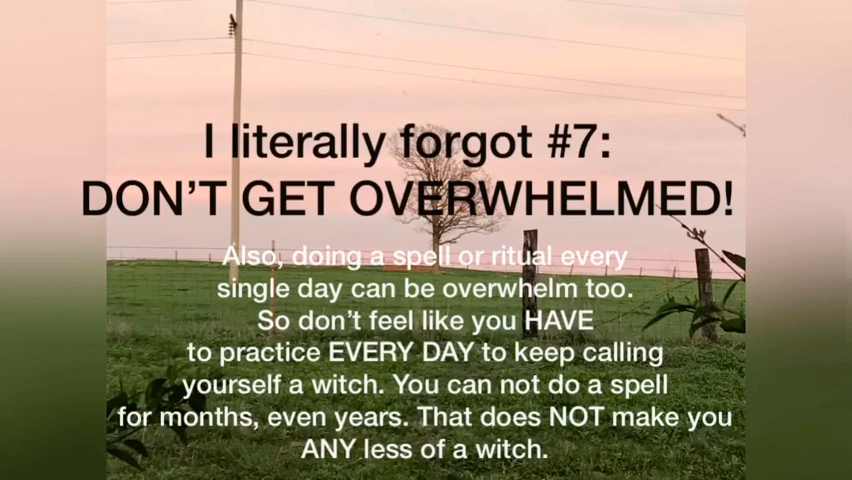 I literally forgot #7:
DON'T GET OVERWHELMED!
Also, doing a spell or ritual every
single day can be overwhelm too.
So don't feel like you HAVE
to practice EVERY DAY to keep calling
yourself a witch. You can not do a spell
for months, even years. That does NOT make you
ANY less of a witch.